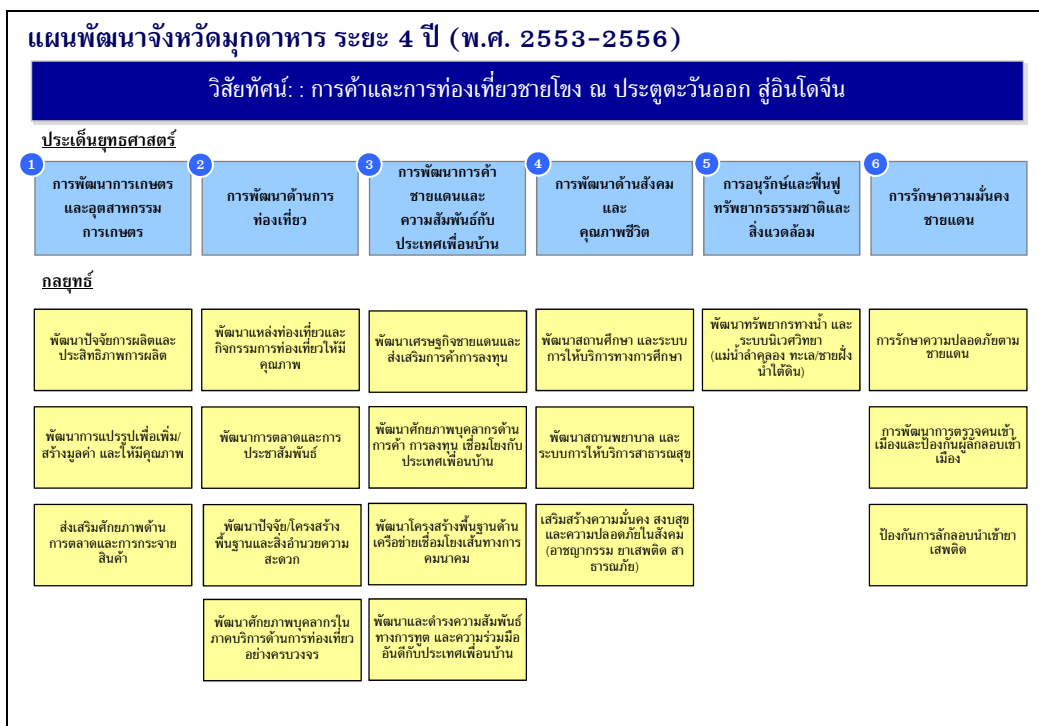 แผนพัฒนาจังหวัดมุกดาหาร ระยะ 4 ปี (พ.ศ. 2553-2556)
วิสัยทัศน์: : การค้าและการท่องเที่ยวชายโขง ณ ประตูตะวันออก สู่อินโดจีน
ประเด็นยุทธศาสตร์
1
การพัฒนาการเกษตร
และอุตสาหกรรม
การเกษตร
2
การพัฒนาด้านการ
ท่องเที่ยว
3
การพัฒนาการค้า
ชายแดนและ
ความสัมพันธ์กับ
ประเทศเพื่อนบ้าน
4
การพัฒนาด้านสังคม
และ
คุณภาพชีวิต
5
การอนุรักษ์และฟื้นฟู
ทรัพยากรธรรมชาติและ
สิ่งแวดล้อม
6
การรักษาความมั่นคง
ชายแดน
กลยุทธ์
พัฒนาปัจจัยการผลิตและ
ประสิทธิภาพการผลิต
พัฒนาแหล่งท่องเที่ยวและ
กิจกรรมการท่องเที่ยวให้มี
คุณภาพ
พัฒนาเศรษฐกิจชายแดนและ
ส่งเสริมการค้าการลงทุน
พัฒนาสถานศึกษา และระบบ
การให้บริการทางการศึกษา
พัฒนาทรัพยากรทางน้ำ และ
ระบบนิเวศวิทยา
(แม่น้ำลำคลอง ทะเล/ชายฝั่ง
น้ำใต้ดิน)
การรักษาความปลอดภัยตาม
ชายแดน
พัฒนาการแปรรูปเพื่อเพิ่ม/
สร้างมูลค่า และให้มีคุณภาพ
พัฒนาการตลาดและการ
ประชาสัมพันธ์
พัฒนาศักยภาพบุคลากรด้าน
การค้า การลงทุน เชื่อมโยงกับ
ประเทศเพื่อนบ้าน
พัฒนาสถานพยาบาล และ
ระบบการให้บริการสาธารณสุข
การพัฒนาการตรวจคนเข้า
เมืองและป้องกันผู้ลักลอบเข้า
เมือง
ส่งเสริมศักยภาพด้าน
การตลาดและการกระจาย
สินค้า
พัฒนาปัจจัย/โครงสร้าง
พื้นฐานและสิ่งอำนวยความ
สะดวก
พัฒนาโครงสร้างพื้นฐานด้าน
เครือข่ายเชื่อมโยงเส้นทางการ
คมนาคม
เสริมสร้างความมั่นคง สงบสุข
และความปลอดภัยในสังคม
(อาชญากรรม ยาเสพติด สา
ธารณภัย)
ป้องกันการลักลอบนำเข้ายา
เสพติด
พัฒนาศักยภาพบุคลากรใน
ภาคบริการด้านการท่องเที่ยว
อย่างครบวงจร
พัฒนาและดำรงความสัมพันธ์
ทางการทูต และความร่วมมือ
อันดีกับประเทศเพื่อนบ้าน